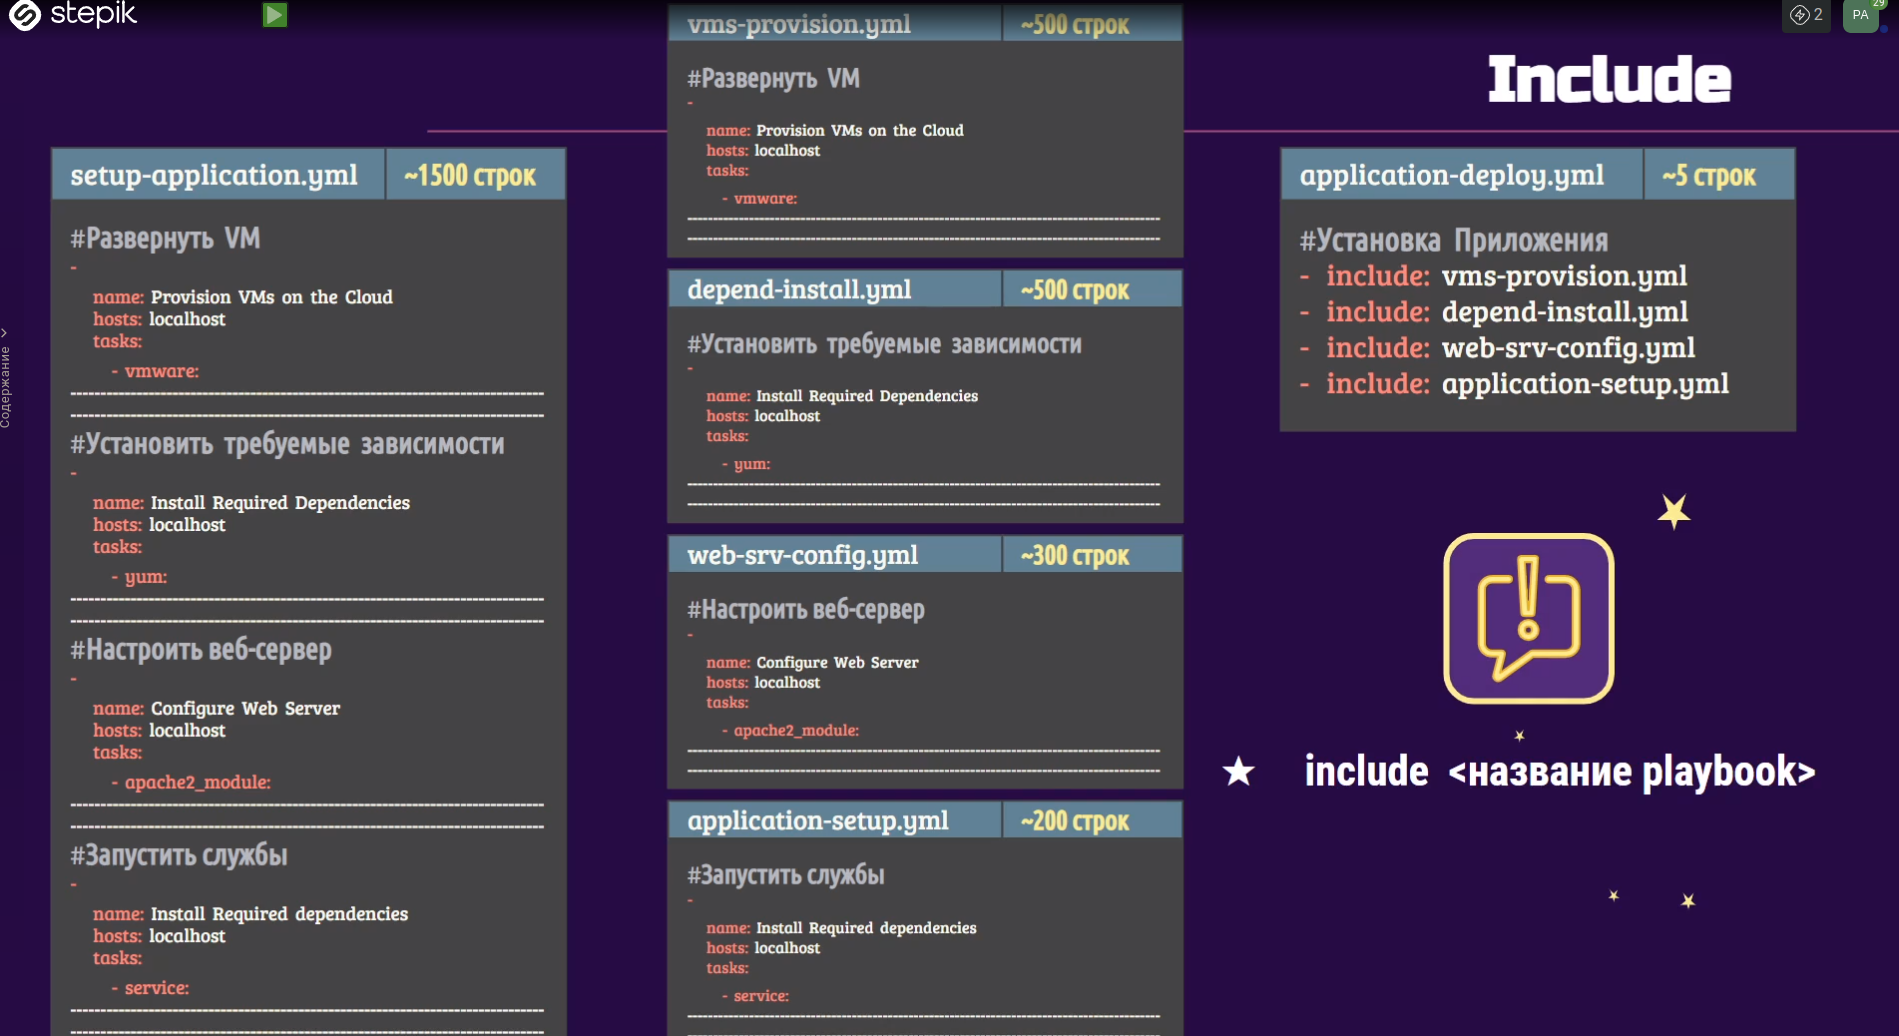 stepik
2
PA
29
Содержание
Include
setup-application.yml ~1500 строк
#Развернуть VM
-
name: Provision VMs on the Cloud
hosts: localhost
tasks:
- vmware:
#Установить требуемые зависимости
-
name: Install Required Dependencies
hosts: localhost
tasks:
- yum:
#Настроить веб-сервер
-
name: Configure Web Server
hosts: localhost
tasks:
- apache2_module:
#Запустить службы
-
name: Install Required dependencies
hosts: localhost
tasks:
- service:
vms-provision.yml ~500 строк
#Развернуть VM
-
name: Provision VMs on the Cloud
hosts: localhost
tasks:
- vmware:
depend-install.yml ~500 строк
#Установить требуемые зависимости
-
name: Install Required Dependencies
hosts: localhost
tasks:
- yum:
web-srv-config.yml ~300 строк
#Настроить веб-сервер
-
name: Configure Web Server
hosts: localhost
tasks:
- apache2_module:
application-setup.yml ~200 строк
#Запустить службы
-
name: Install Required dependencies
hosts: localhost
tasks:
- service:
application-deploy.yml ~5 строк
#Установка Приложения
- include: vms-provision.yml
- include: depend-install.yml
- include: web-srv-config.yml
- include: application-setup.yml
include <название playbook>